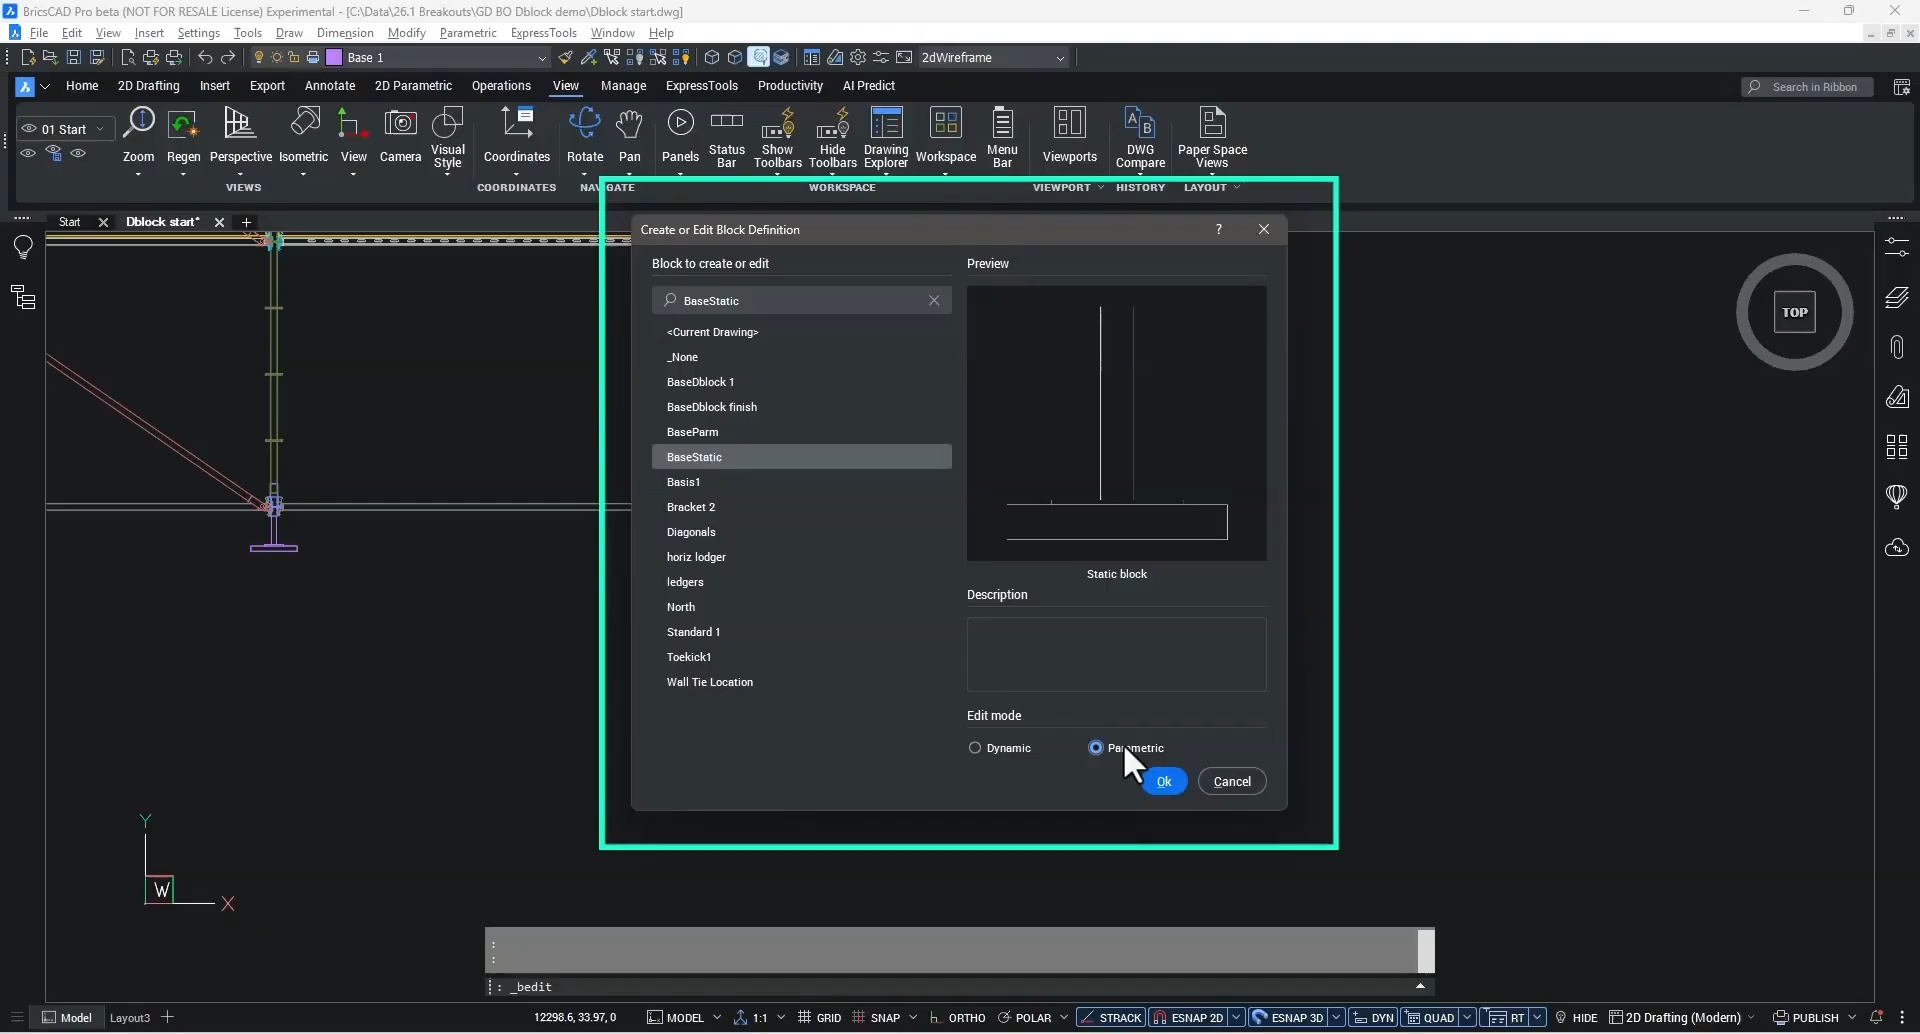 BricsCAD Pro beta (NOT FOR RESALE License) Experimental - [C:\Data\26.1 Breakouts\GD BO Dblock demo\Dblock start.dwg]
File Edit View Insert Settings Tools Draw Dimension Modify Parametric ExpressTools Window Help
Base 1
2dWireframe
Home 2D Drafting Insert Export Annotate 2D Parametric Operations View Manage ExpressTools Productivity AI Predict
Search in Ribbon
01 Start
Zoom Regen Perspective Isometric View Camera Visual Style Coordinates Rotate Pan Panels Status Bar Show Toolbars Hide Toolbars Drawing Explorer Workspace Menu Bar Viewports DWG Compare Paper Space Views
VIEWS COORDINATES NAVIGATE WORKSPACE VIEWPORT HISTORY LAYOUT
Start Dblock start*
Create or Edit Block Definition ?
Block to create or edit
Preview
BaseStatic
<Current Drawing>
_None
BaseDblock 1
BaseDblock finish
BaseParm
BaseStatic
Basis1
Bracket 2
Diagonals
horiz lodger
ledgers
North
Standard 1
Toekick1
Wall Tie Location
Static block
Description
Edit mode
Dynamic
Parametric
Ok
Cancel
TOP
Y
W
X
:
:
: _bedit
Model Layout3
12298.6, 33.97, 0 MODEL 1:1 GRID SNAP ORTHO POLAR STRACK ESNAP 2D ESNAP 3D DYN QUAD RT HIDE 2D Drafting (Modern) PUBLISH